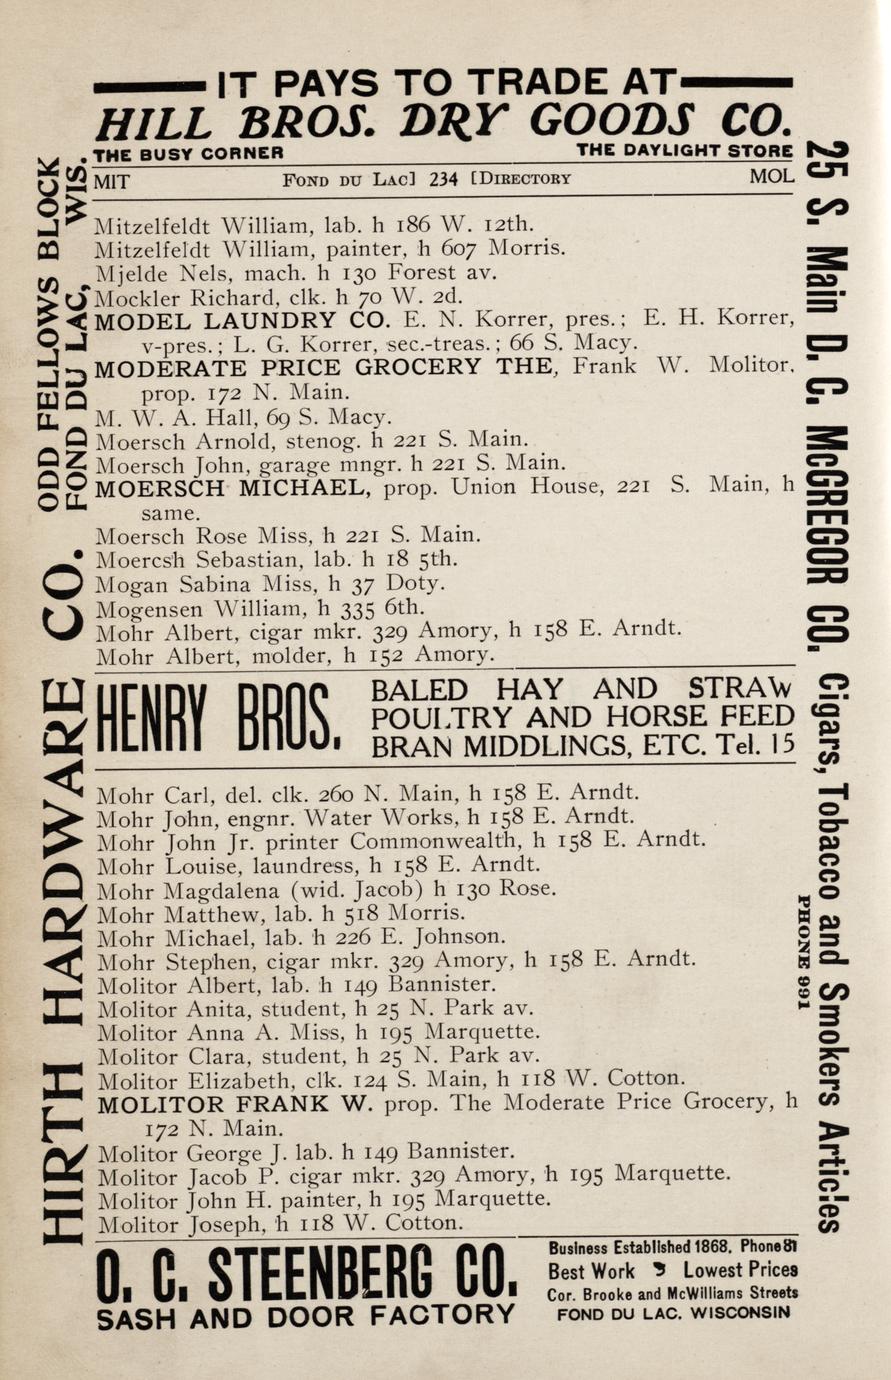 IT PAYS TO TRADE AT
HILL BROS. DRY GOODS CO.
THE BUSY CORNER THE DAYLIGHT STORE
MIT FOND DU LAC] 234 [DIRECTORY MOL
Mitzelfeldt William, lab. h 186 W. 12th.
Mitzelfeldt William, painter, h 607 Morris.
Mjelde Nels, mach. h 130 Forest av.
Mockler Richard, clk. h 70 W. 2d.
MODEL LAUNDRY CO. E. N. Korrer, pres.; E. H. Korrer,
v-pres.; L. G. Korrer, sec.-treas.; 66 S. Macy.
MODERATE PRICE GROCERY THE, Frank W. Molitor,
prop. 172 N. Main.
M. W. A. Hall, 69 S. Macy.
Moersch Arnold, stenog. h 221 S. Main.
Moersch John, garage mngr. h 221 S. Main.
MOERSCH MICHAEL, prop. Union House, 221 S. Main, h
same.
Moersch Rose Miss, h 221 S. Main.
Moercsh Sebastian, lab. h 18 5th.
Mogan Sabina Miss, h 37 Doty.
Mogensen William, h 335 6th.
Mohr Albert, cigar mkr. 329 Amory, h 158 E. Arndt.
Mohr Albert, molder, h 152 Amory.
HENRY BROS.
BALED HAY AND STRAW
POULTRY AND HORSE FEED
BRAN MIDDLINGS, ETC. Tel. 15
Mohr Carl, del. clk. 260 N. Main, h 158 E. Arndt.
Mohr John, engnr. Water Works, h 158 E. Arndt.
Mohr John Jr. printer Commonwealth, h 158 E. Arndt.
Mohr Louise, laundress, h 158 E. Arndt.
Mohr Magdalena (wid. Jacob) h 130 Rose.
Mohr Matthew, lab. h 518 Morris.
Mohr Michael, lab. h 226 E. Johnson.
Mohr Stephen, cigar mkr. 329 Amory, h 158 E. Arndt.
Molitor Albert, lab. h 149 Bannister.
Molitor Anita, student, h 25 N. Park av.
Molitor Anna A. Miss, h 195 Marquette.
Molitor Clara, student, h 25 N. Park av.
Molitor Elizabeth, clk. 124 S. Main, h 118 W. Cotton.
MOLITOR FRANK W. prop. The Moderate Price Grocery, h
172 N. Main.
Molitor George J. lab. h 149 Bannister.
Molitor Jacob P. cigar mkr. 329 Amory, h 195 Marquette.
Molitor John H. painter, h 195 Marquette.
Molitor Joseph, h 118 W. Cotton.
O. C. STEENBERG CO.
SASH AND DOOR FACTORY
Business Established 1868. Phone 81
Best Work Lowest Prices
Cor. Brooke and McWilliams Streets
FOND DU LAC, WISCONSIN
HIRTH HARDWARE CO.
ODD FELLOWS BLOCK
FOND DU LAC, WIS.
25 S. Main D. C. McGREGOR CO. Cigars, Tobacco and Smokers Articles
PHONE 991